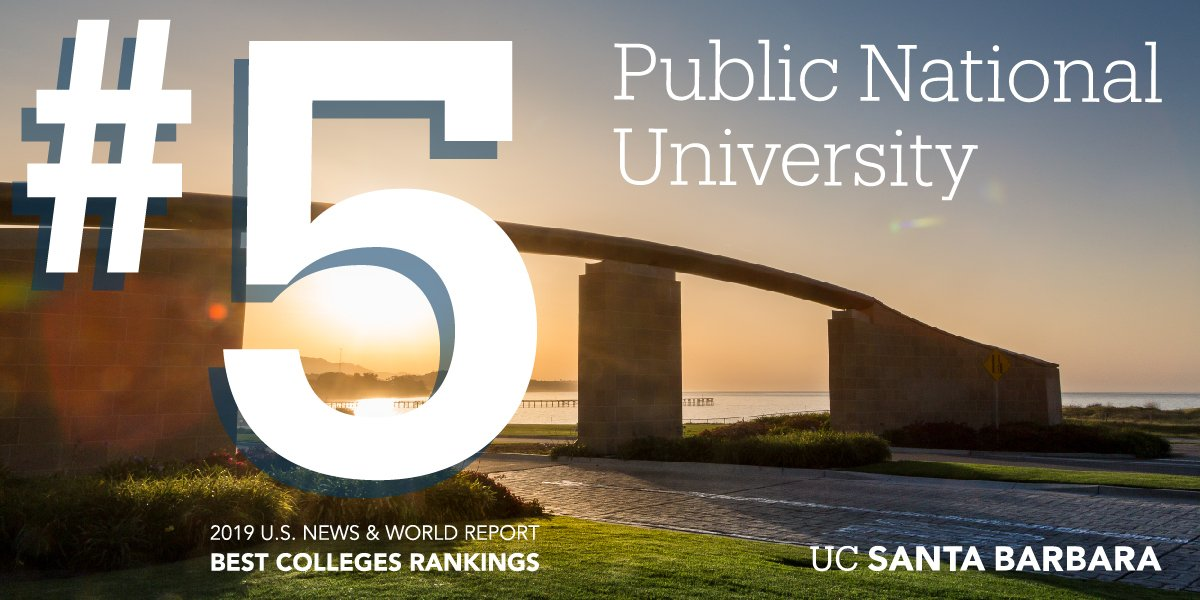 #5
Public National
University
2019 U.S. NEWS & WORLD REPORT
BEST COLLEGES RANKINGS
UC SANTA BARBARA